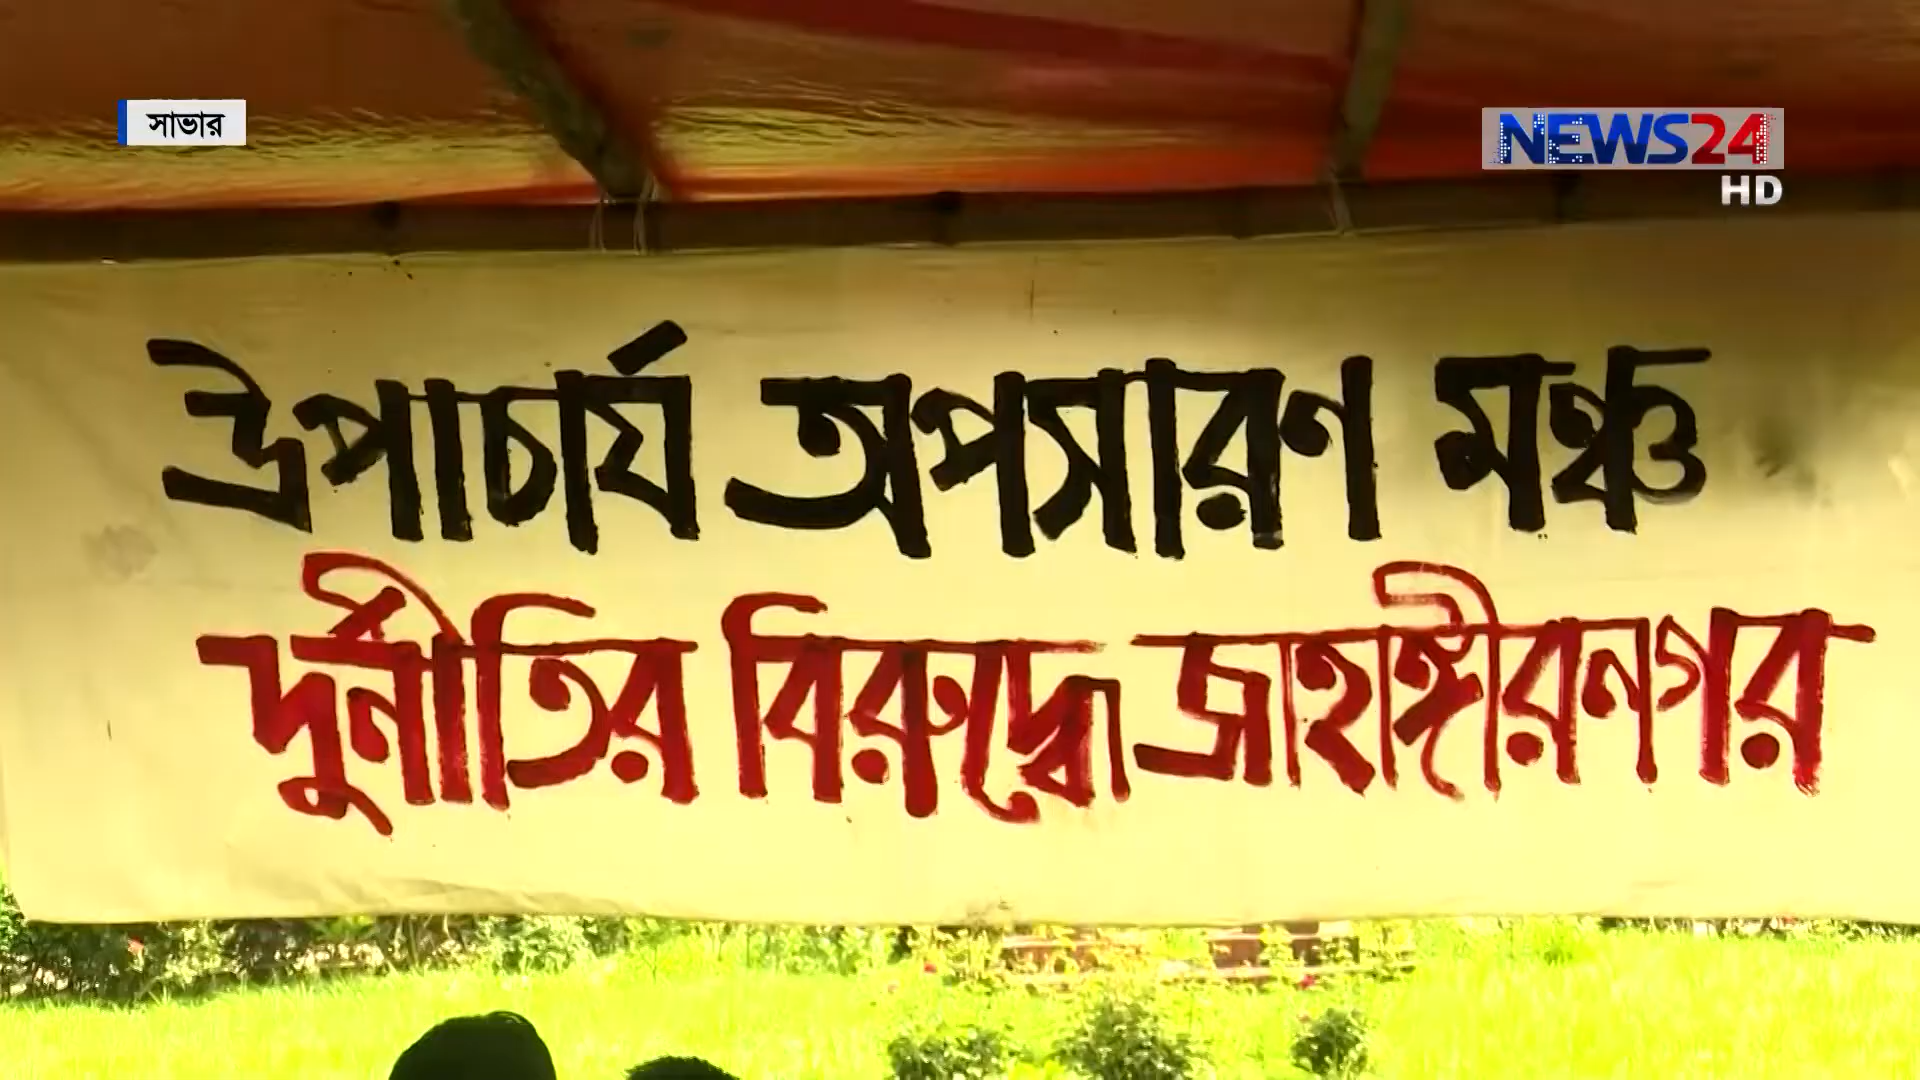 সাভার
NEWS24
HD
উপাচার্য অপসারণ মঞ্চ
দুর্নীতির বিরুদ্ধে জাহাঙ্গীরনগর